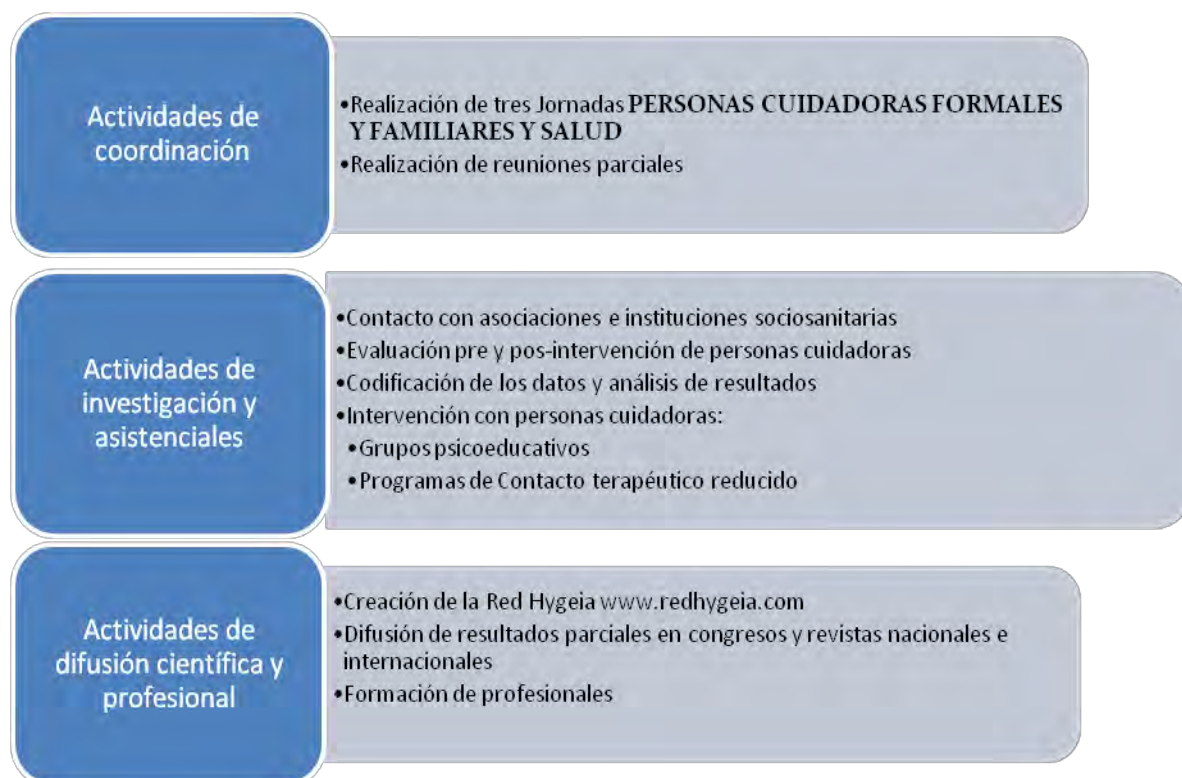 Actividades de
coordinación
•Realización de tres Jornadas PERSONAS CUIDADORAS FORMALES
Y FAMILIARES Y SALUD
•Realización de reuniones parciales
Actividades de
investigación y
asistenciales
•Contacto con asociaciones e instituciones sociosanitarias
•Evaluación pre y pos-intervención de personas cuidadoras
•Codificación de los datos y análisis de resultados
•Intervención con personas cuidadoras:
•Grupos psicoeducativos
•Programas de Contacto terapéutico reducido
Actividades de
difusión científica y
profesional
•Creación de la Red Hygeia www.redhygeia.com
•Difusión de resultados parciales en congresos y revistas nacionales e
internacionales
•Formación de profesionales